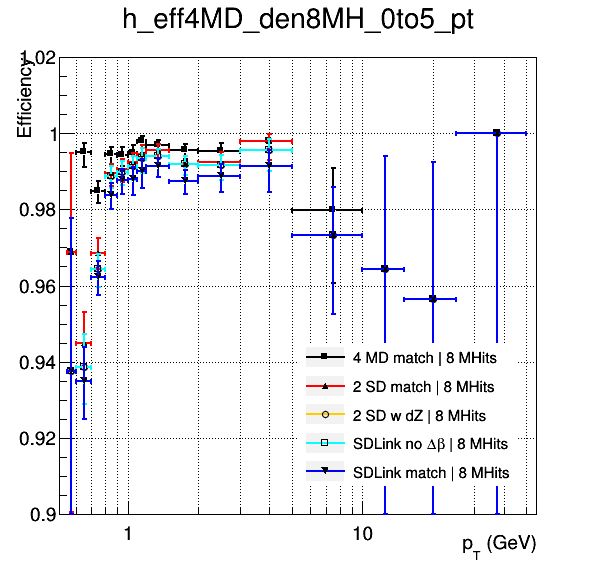 h_eff4MD_den8MH_0to5_pt
Efficiency
1.02
1
0.98
0.96
0.94
0.92
0.9
4 MD match | 8 MHits
2 SD match | 8 MHits
2 SD w dZ | 8 MHits
SDLink no Δβ | 8 MHits
SDLink match | 8 MHits
1
10
p_T (GeV)